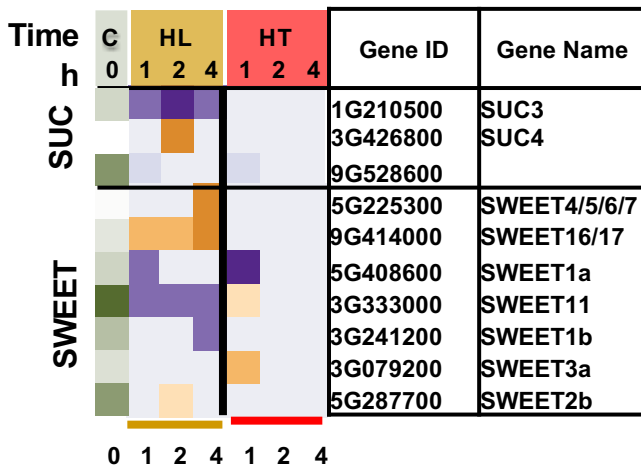 Time C HL HT Gene ID Gene Name
h 0 1 2 4 1 2 4
SUC
1G210500 SUC3
3G426800 SUC4
9G528600
SWEET
5G225300 SWEET4/5/6/7
9G414000 SWEET16/17
5G408600 SWEET1a
3G333000 SWEET11
3G241200 SWEET1b
3G079200 SWEET3a
5G287700 SWEET2b
0 1 2 4 1 2 4